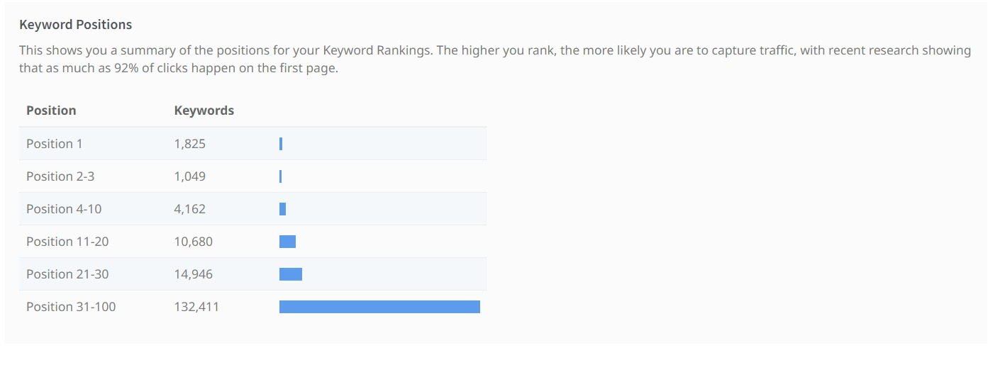 Keyword Positions
This shows you a summary of the positions for your Keyword Rankings. The higher you rank, the more likely you are to capture traffic, with recent research showing
that as much as 92% of clicks happen on the first page.
Position Keywords
Position 1 1,825
Position 2-3 1,049
Position 4-10 4,162
Position 11-20 10,680
Position 21-30 14,946
Position 31-100 132,411